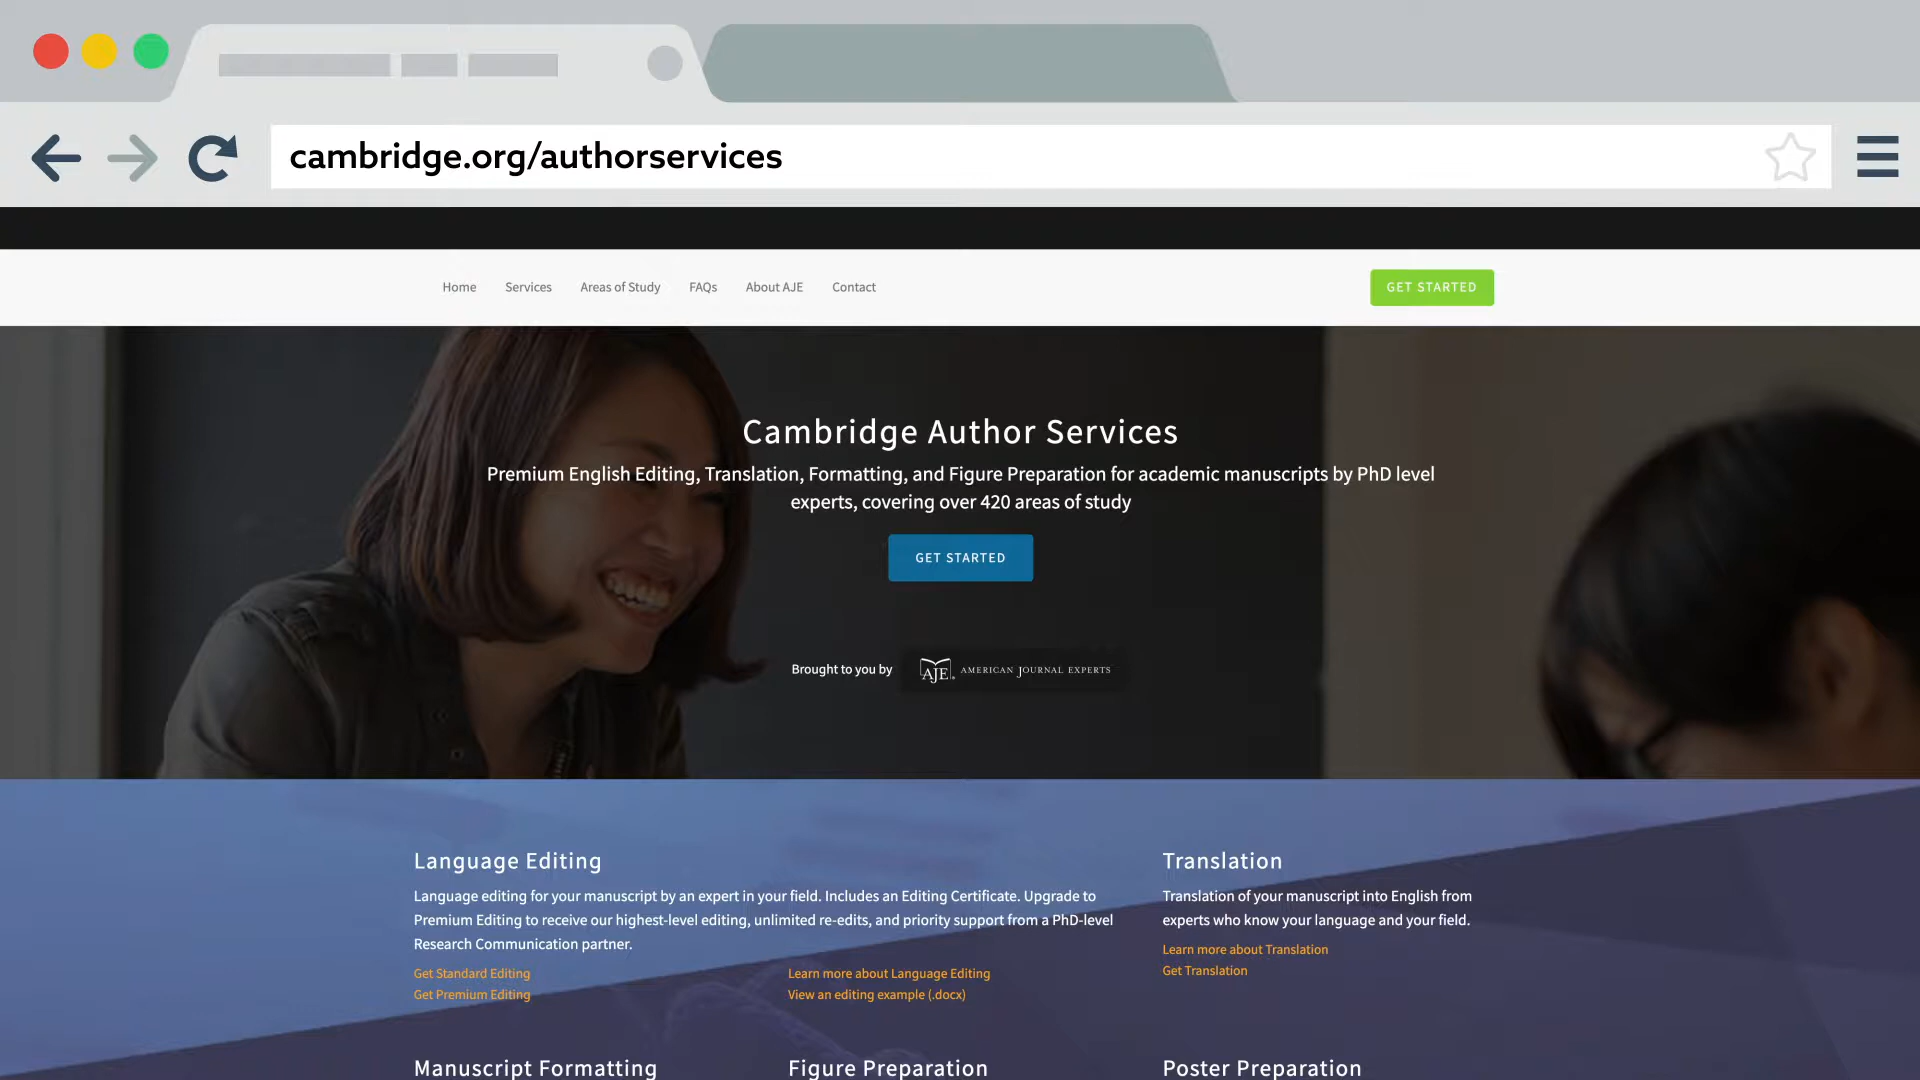 cambridge.org/authorservices
Home Services Areas of Study FAQs About AJE Contact GET STARTED
Cambridge Author Services
Premium English Editing, Translation, Formatting, and Figure Preparation for academic manuscripts by PhD level
experts, covering over 420 areas of study
GET STARTED
Brought to you by AJE AMERICAN JOURNAL EXPERTS
Language Editing
Language editing for your manuscript by an expert in your field. Includes an Editing Certificate. Upgrade to
Premium Editing to receive our highest-level editing, unlimited re-edits, and priority support from a PhD-level
Research Communication partner.
Get Standard Editing Learn more about Language Editing
Get Premium Editing View an editing example (.docx)
Translation
Translation of your manuscript into English from
experts who know your language and your field.
Learn more about Translation
Get Translation
Manuscript Formatting Figure Preparation Poster Preparation